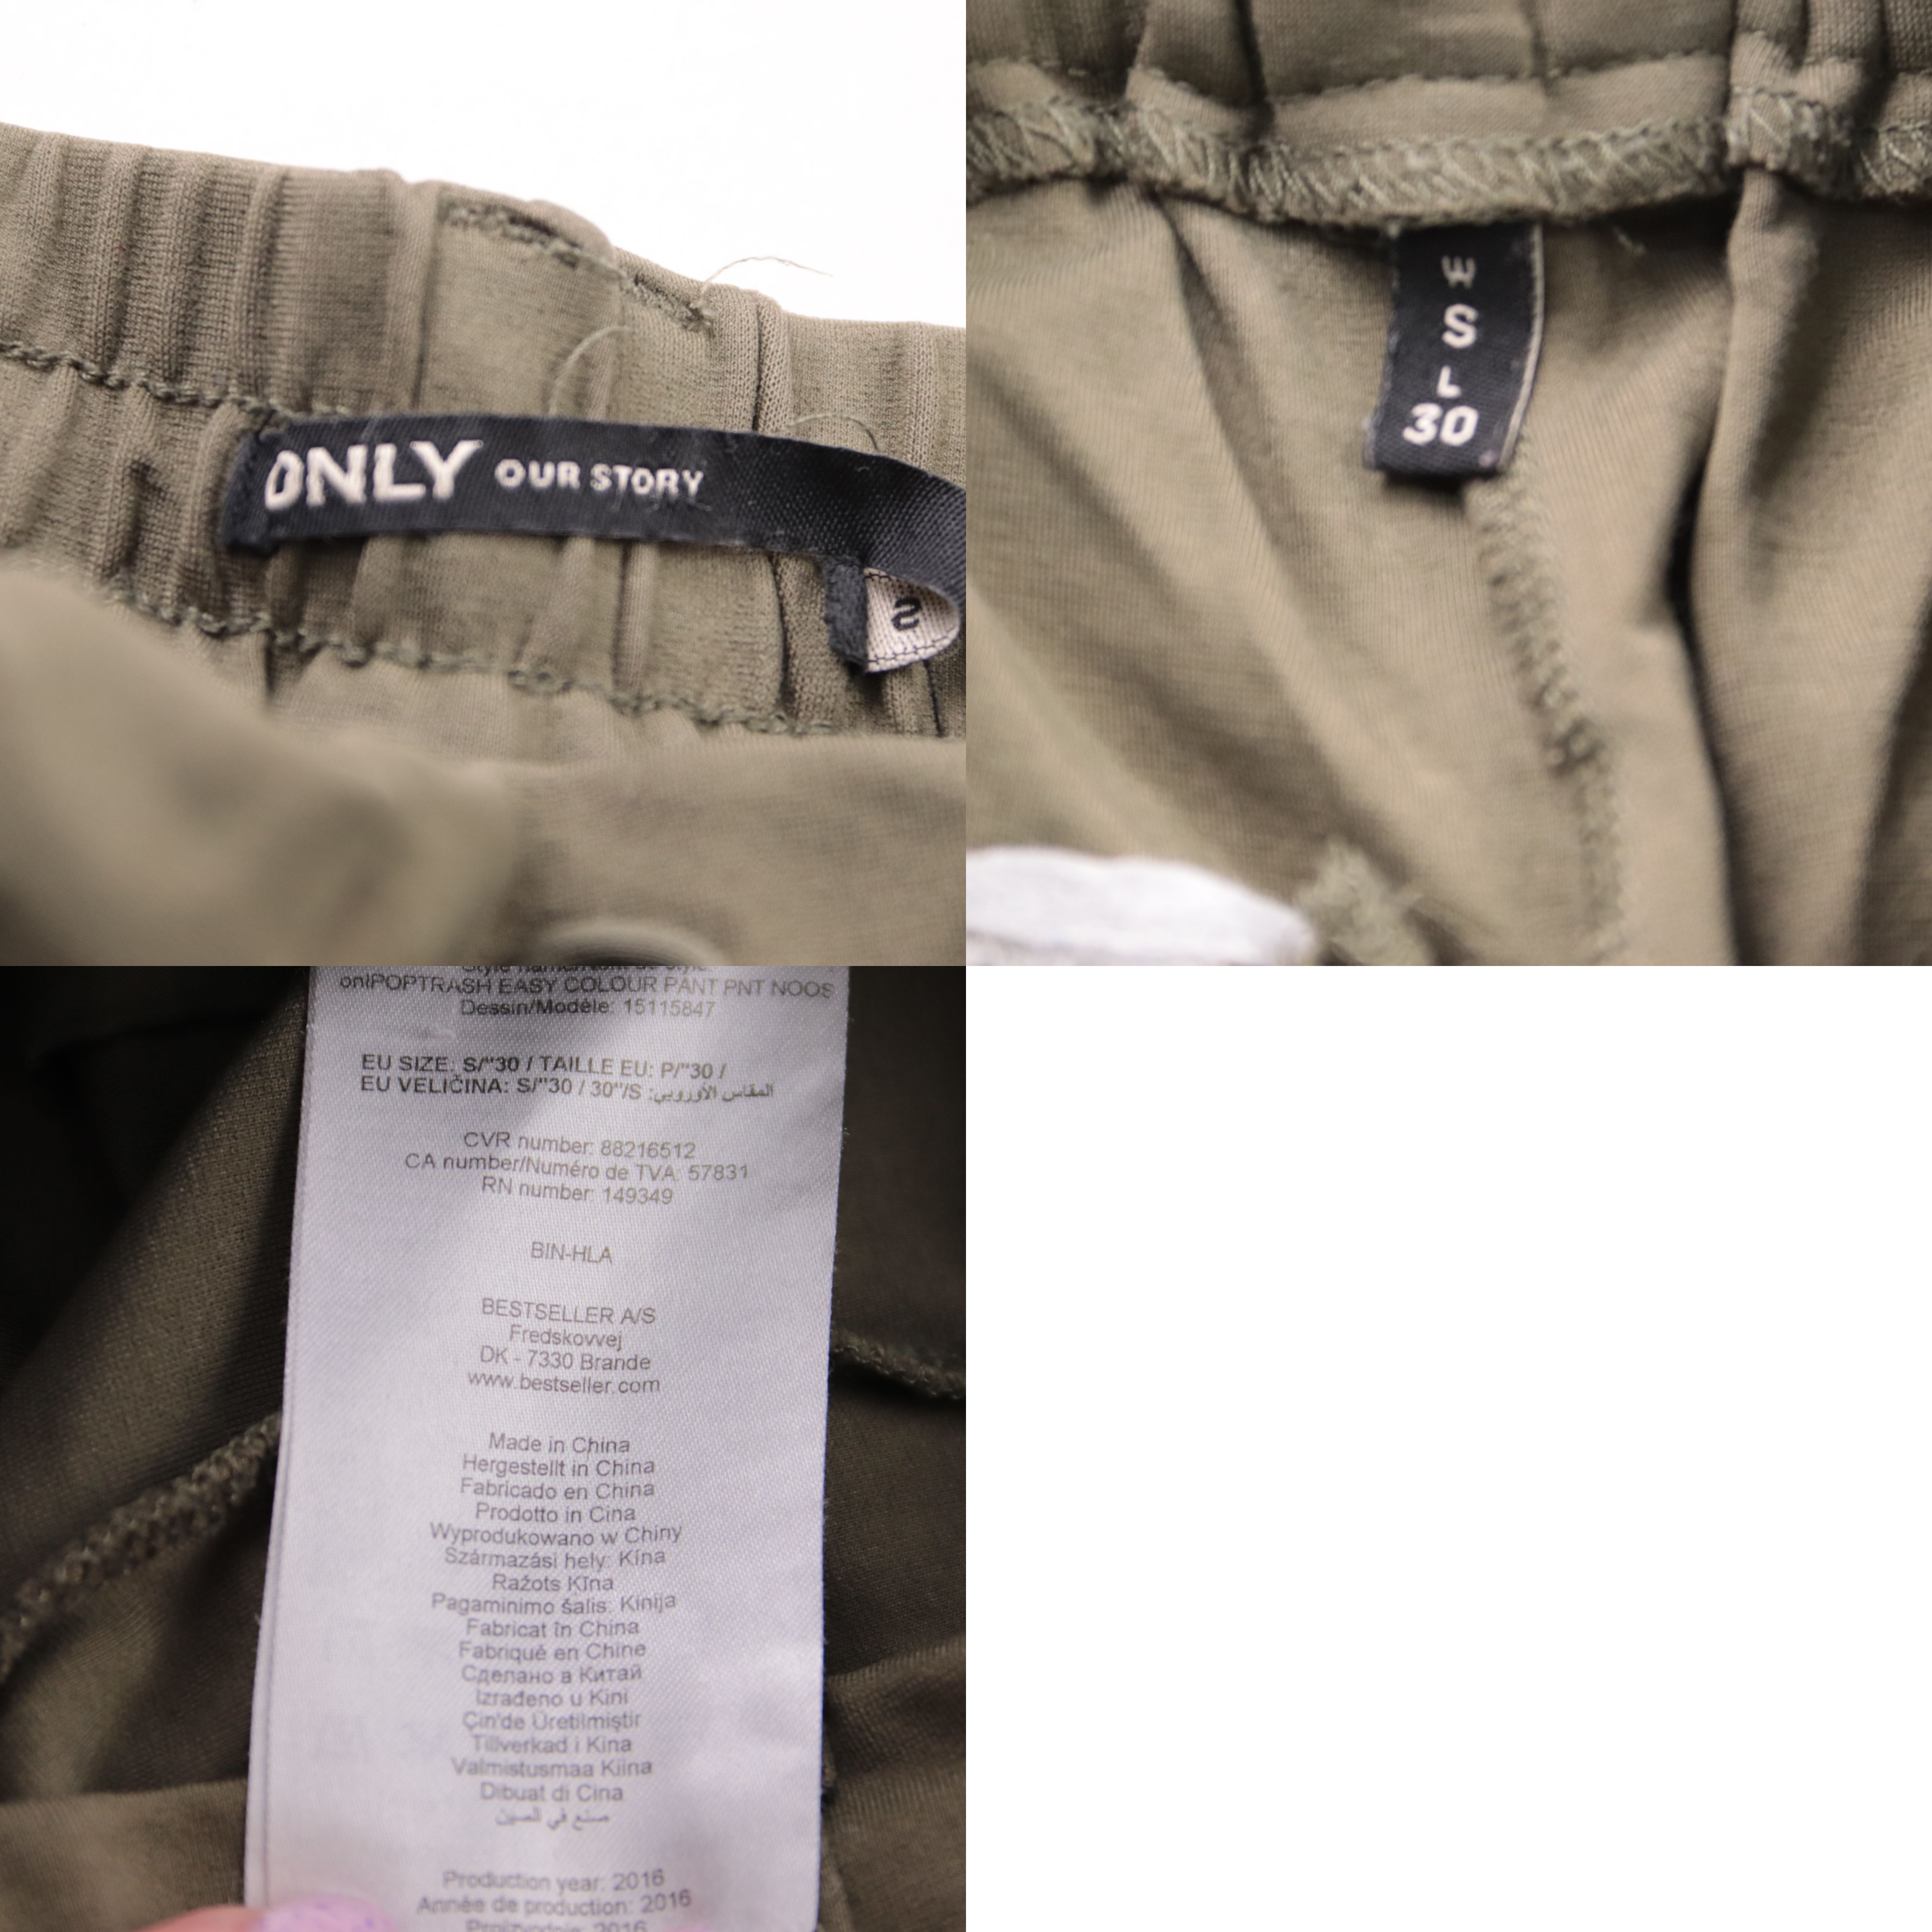 ONLY OUR STORY
S
W
S
L
30
onlPOPTRASH EASY COLOUR PANT PNT NOOS
Dessin/Modèle: 15115847
EU SIZE: S/"30 / TAILLE EU: P/"30 /
EU VELIČINA: S/"30 / 30"/S :المقاس الأوروبي
CVR number: 88216512
CA number/Numéro de TVA: 57831
RN number: 149349
BIN-HLA
BESTSELLER A/S
Fredskovvej
DK - 7330 Brande
www.bestseller.com
Made in China
Hergestellt in China
Fabricado en China
Prodotto in Cina
Wyprodukowano w Chiny
Származási hely: Kína
Ražots Ķīna
Pagaminimo šalis: Kinija
Fabricat în China
Fabriqué en Chine
Сделано в Китай
Izrađeno u Kini
Çin'de Üretilmiştir
Tillverkad i Kina
Valmistusmaa Kiina
Dibuat di Cina
صنع في الصين
Production year: 2016
Année de production: 2016
2016